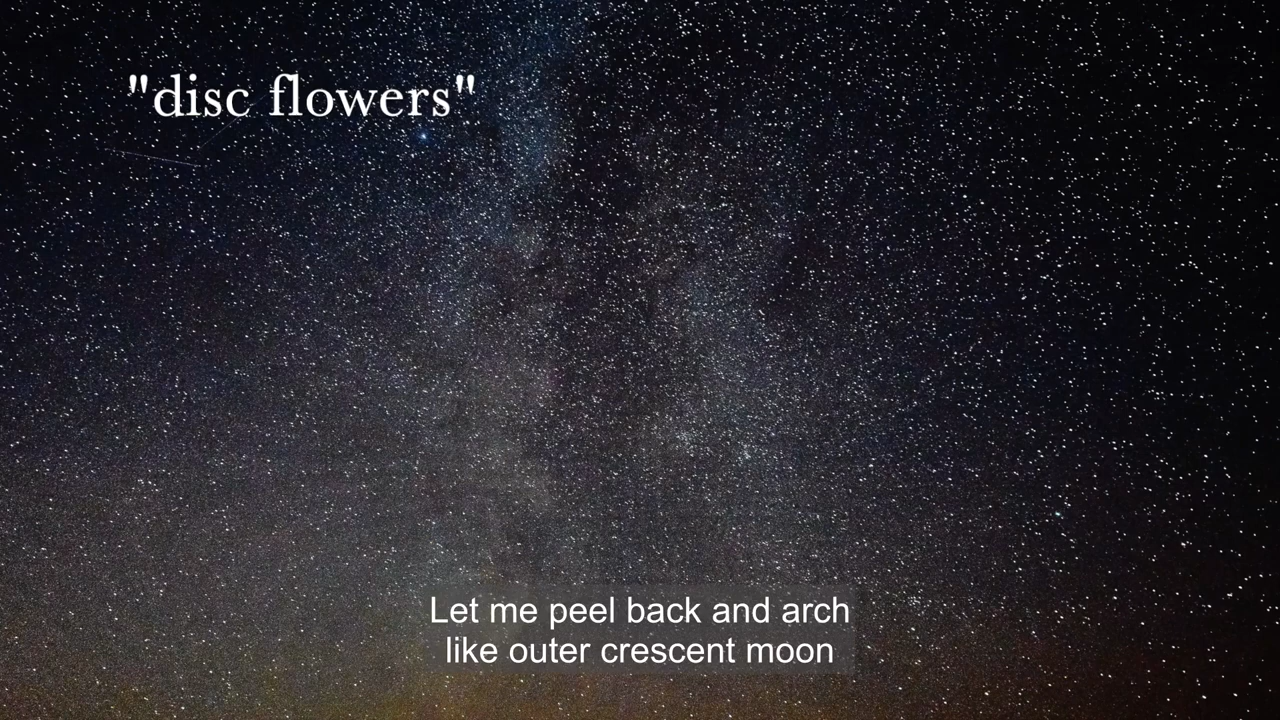 "disc flowers"
Let me peel back and arch
like outer crescent moon